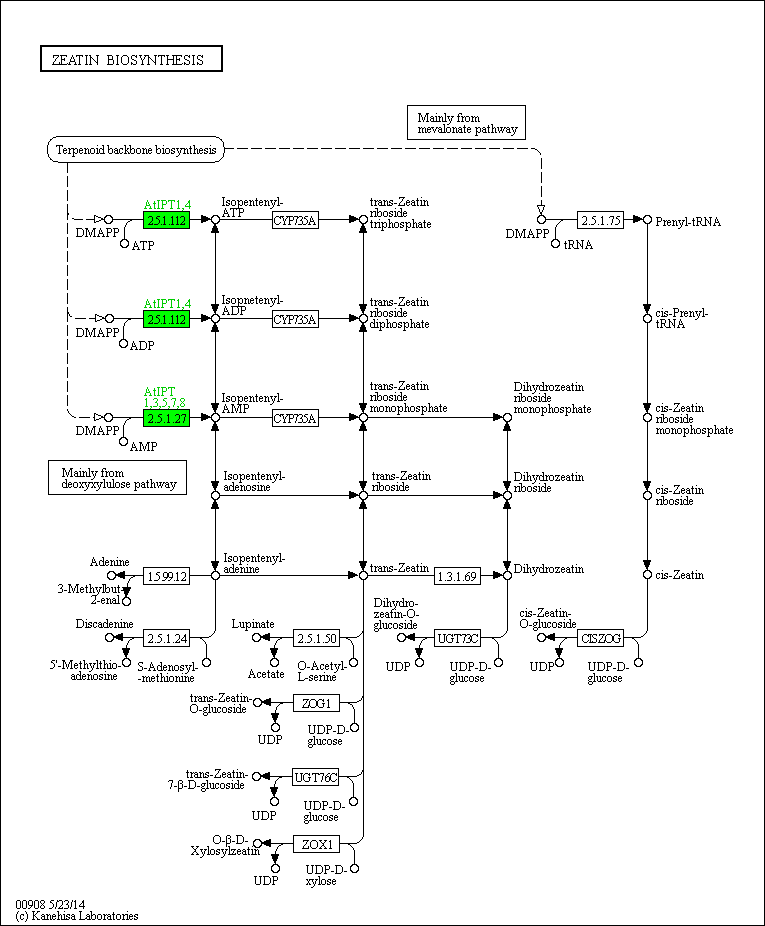 ZEATIN BIOSYNTHESIS
Mainly from
mevalonate pathway
Terpenoid backbone biosynthesis
AtIPT1,4
2.5.1.112
DMAPP
ATP
Isopentenyl-
ATP
CYP735A
trans-Zeatin
riboside
triphosphate
DMAPP
tRNA
2.5.1.75
Prenyl-tRNA
AtIPT1,4
2.5.1.112
DMAPP
ADP
Isopnetenyl-
ADP
CYP735A
trans-Zeatin
riboside
diphosphate
cis-Prenyl-
tRNA
AtIPT
1,3,5,7,8
2.5.1.27
DMAPP
AMP
Isopentenyl-
AMP
CYP735A
trans-Zeatin
riboside
monophosphate
Dihydrozeatin
riboside
monophosphate
cis-Zeatin
riboside
monophosphate
Mainly from
deoxyxylulose pathway
Isopentenyl-
adenosine
trans-Zeatin
riboside
Dihydrozeatin
riboside
cis-Zeatin
riboside
Adenine
1.5.99.12
3-Methylbut-
2-enal
Isopentenyl-
adenine
trans-Zeatin
1.3.1.69
Dihydrozeatin
cis-Zeatin
Discadenine
2.5.1.24
5'-Methylthio-
adenosine
S-Adenosyl-
-methionine
Lupinate
2.5.1.50
Acetate
O-Acetyl-
L-serine
Dihydro-
zeatin-O-
glucoside
UGT73C
UDP
UDP-D-
glucose
cis-Zeatin-
O-glucoside
CISZOG
UDP
UDP-D-
glucose
trans-Zeatin-
O-glucoside
ZOG1
UDP
UDP-D-
glucose
trans-Zeatin-
7-β-D-glucoside
UGT76C
UDP
UDP-D-
glucose
O-β-D-
Xylosylzeatin
ZOX1
UDP
UDP-D-
xylose
00908 5/23/14
(c) Kanehisa Laboratories